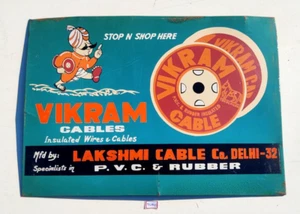 STOP N SHOP HERE
VIKRAM
CABLE
VIKRAM
CABLES
Insulated Wires & Cables
Mfd by: LAKSHMI CABLE Co. DELHI-32
Specialists in P.V.C. & RUBBER